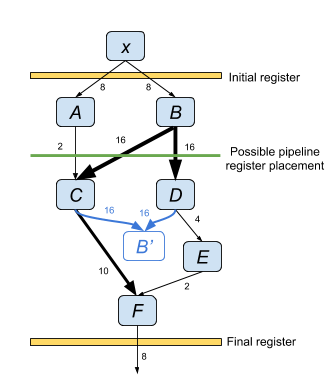 x
Initial register
8
8
A
B
2
16
16
Possible pipeline
register placement
C
D
16
16
4
B'
E
10
2
F
Final register
8